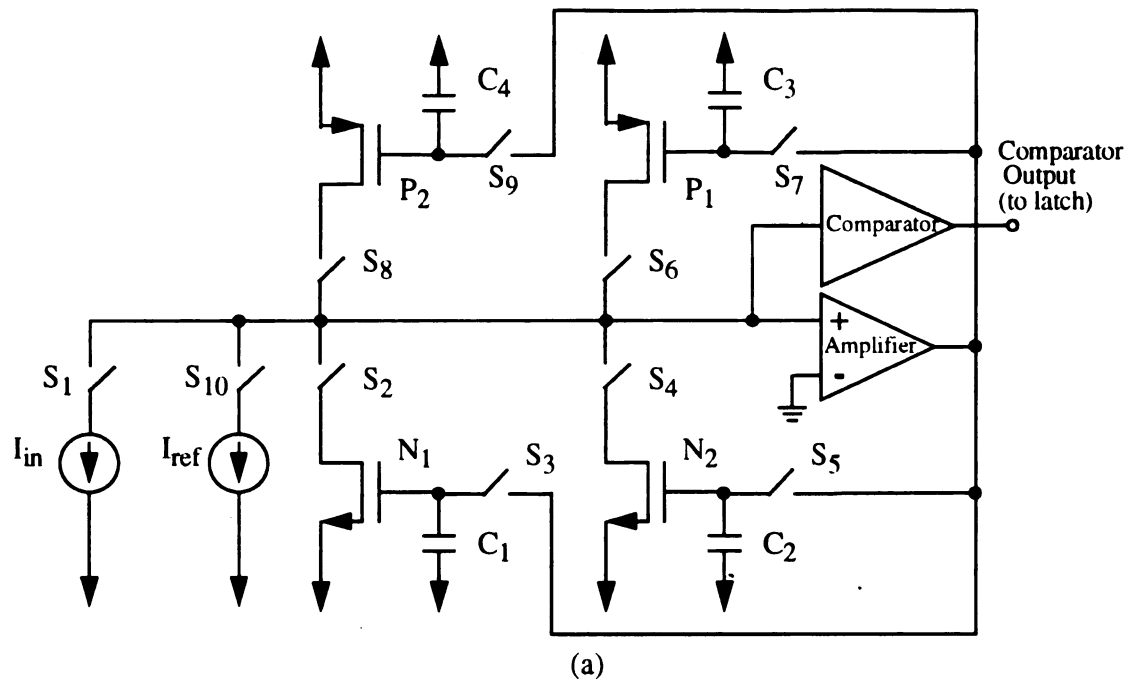 C4
C3
S9
S7
P2
P1
Comparator
Output
(to latch)
Comparator
S8
S6
+
Amplifier
-
S1
S10
S2
S4
Iin
Iref
N1
S3
N2
S5
C1
C2
(a)